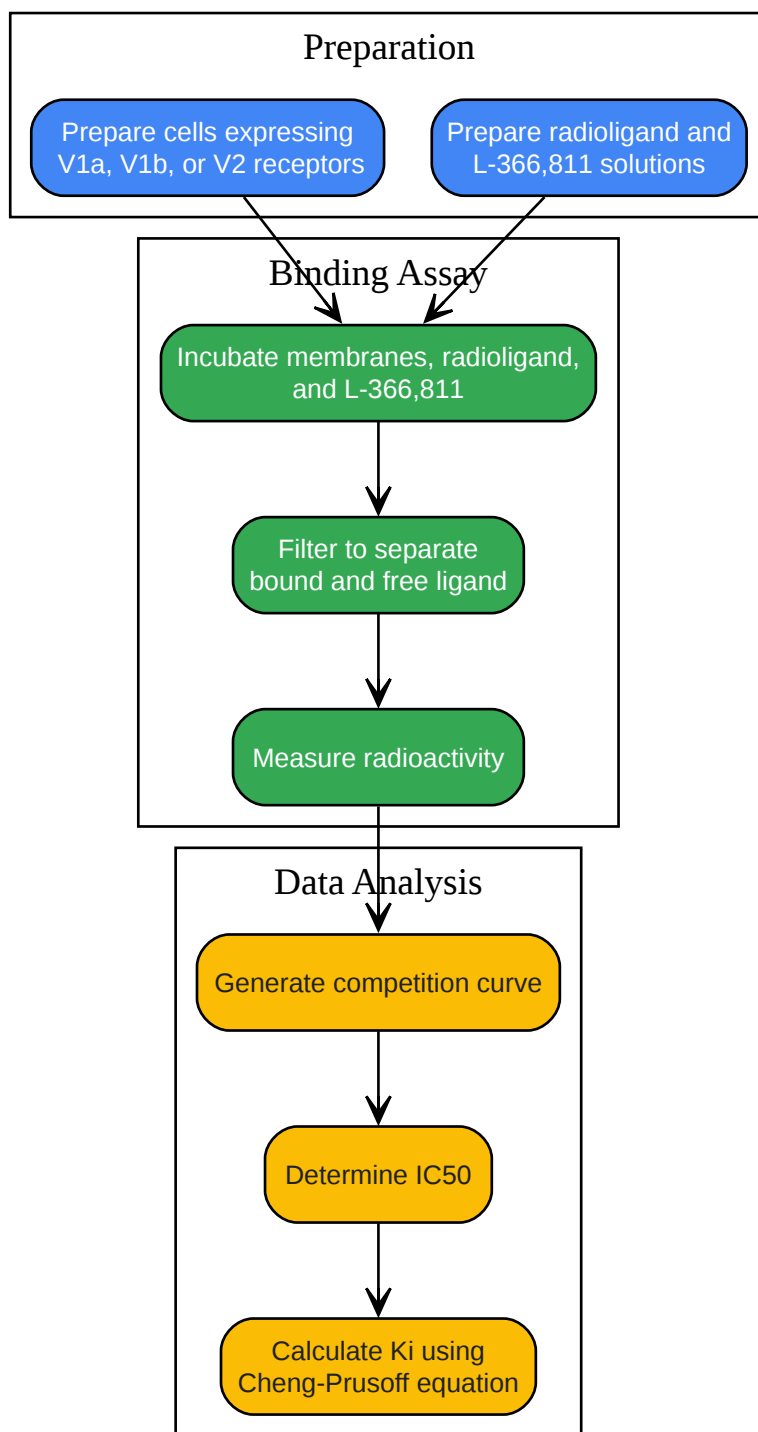 Preparation
Prepare cells expressing
V1a, V1b, or V2 receptors
Prepare radioligand and
L-366,811 solutions
Binding Assay
Incubate membranes, radioligand,
and L-366,811
Filter to separate
bound and free ligand
Measure radioactivity
Data Analysis
Generate competition curve
Determine IC50
Calculate Ki using
Cheng-Prusoff equation